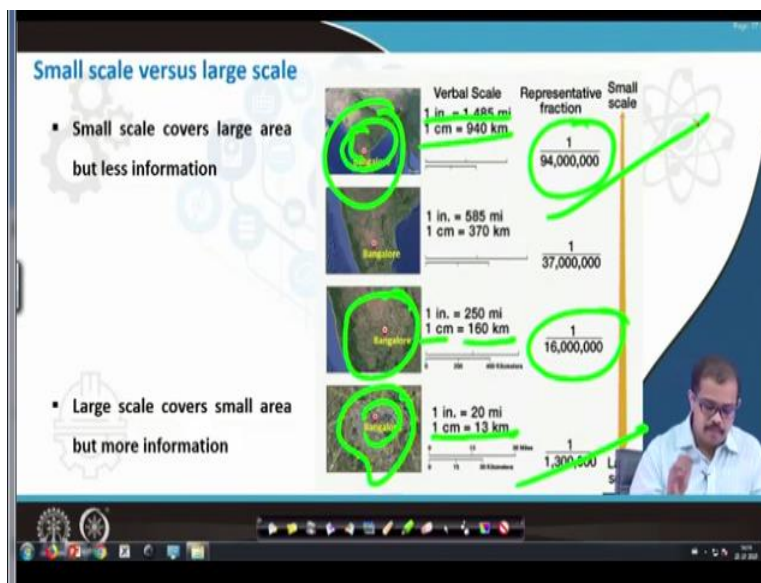 Small scale versus large scale
▪ Small scale covers large area
but less information
▪ Large scale covers small area
but more information
Verbal Scale
Representative
fraction
Small
scale
Bangalore
1 in. = 1,485 mi
1 cm = 940 km
1
94,000,000
Bangalore
1 in. = 585 mi
1 cm = 370 km
1
37,000,000
Bangalore
1 in. = 250 mi
1 cm = 160 km
1
16,000,000
Bangalore
1 in. = 20 mi
1 cm = 13 km
1
1,300,000